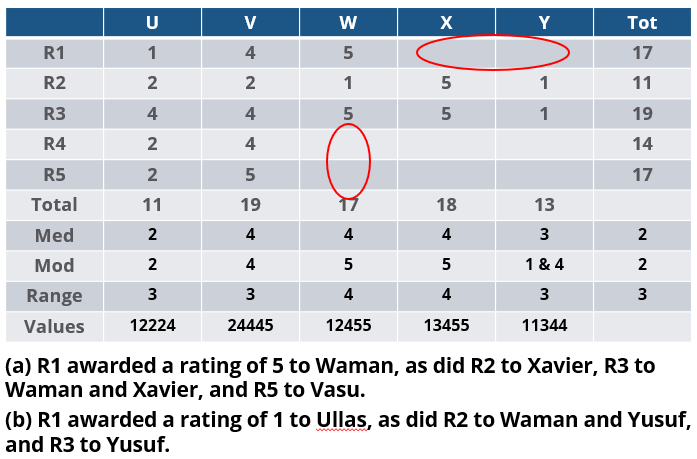 U V W X Y Tot
R1 1 4 5 17
R2 2 2 1 5 1 11
R3 4 4 5 5 1 19
R4 2 4 14
R5 2 5 17
Total 11 19 17 18 13
Med 2 4 4 4 3 2
Mod 2 4 5 5 1 & 4 2
Range 3 3 4 4 3 3
Values 12224 24445 12455 13455 11344
(a) R1 awarded a rating of 5 to Waman, as did R2 to Xavier, R3 to
Waman and Xavier, and R5 to Vasu.
(b) R1 awarded a rating of 1 to Ullas, as did R2 to Waman and Yusuf,
and R3 to Yusuf.